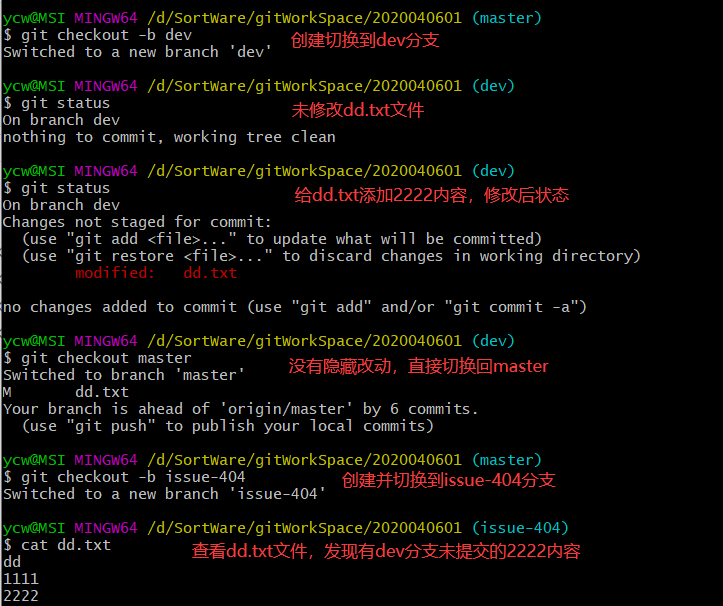 ycw@MSI MINGW64 /d/SortWare/gitWorkSpace/2020040601 (master)
$ git checkout -b dev 创建切换到dev分支
Switched to a new branch 'dev'
ycw@MSI MINGW64 /d/SortWare/gitWorkSpace/2020040601 (dev)
$ git status 未修改dd.txt文件
On branch dev
nothing to commit, working tree clean
ycw@MSI MINGW64 /d/SortWare/gitWorkSpace/2020040601 (dev)
$ git status 给dd.txt添加2222内容，修改后状态
On branch dev
Changes not staged for commit:
(use "git add <file>..." to update what will be committed)
(use "git restore <file>..." to discard changes in working directory)
modified: dd.txt
no changes added to commit (use "git add" and/or "git commit -a")
ycw@MSI MINGW64 /d/SortWare/gitWorkSpace/2020040601 (dev)
$ git checkout master 没有隐藏改动，直接切换回master
Switched to branch 'master'
M dd.txt
Your branch is ahead of 'origin/master' by 6 commits.
(use "git push" to publish your local commits)
ycw@MSI MINGW64 /d/SortWare/gitWorkSpace/2020040601 (master)
$ git checkout -b issue-404 创建并切换到issue-404分支
Switched to a new branch 'issue-404'
ycw@MSI MINGW64 /d/SortWare/gitWorkSpace/2020040601 (issue-404)
$ cat dd.txt 查看dd.txt文件，发现有dev分支未提交的2222内容
dd
1111
2222